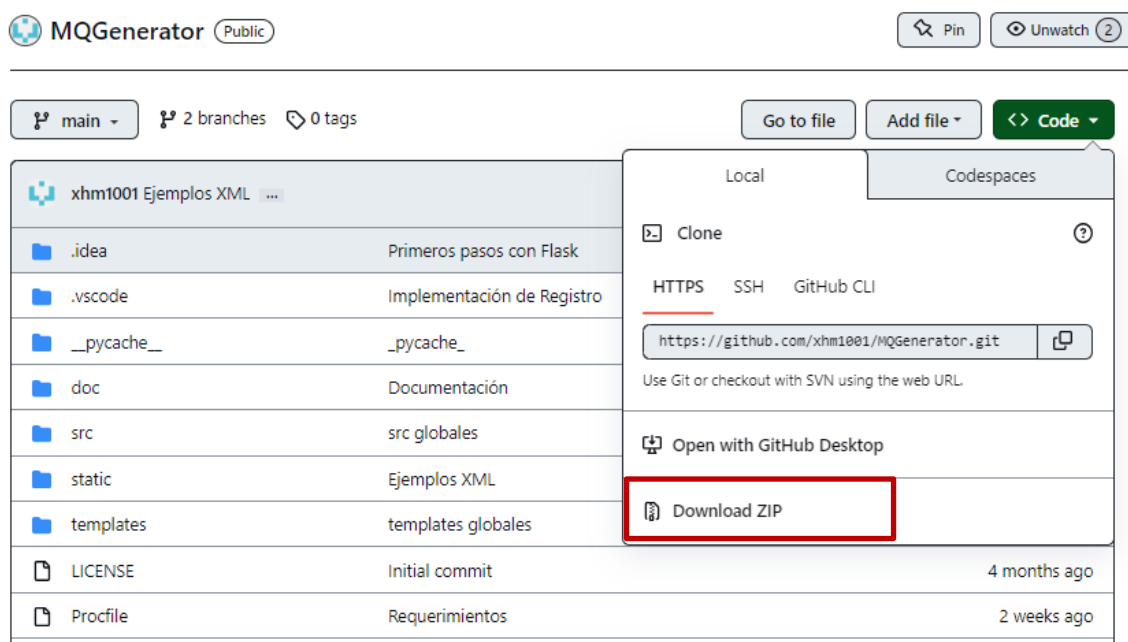 MQGenerator Public
Pin
Unwatch 2
main
2 branches
0 tags
Go to file
Add file
<> Code
xhm1001 Ejemplos XML ...
.idea Primeros pasos con Flask
.vscode Implementación de Registro
__pycache__ _pycache_
doc Documentación
src src globales
static Ejemplos XML
templates templates globales
LICENSE Initial commit 4 months ago
Procfile Requerimientos 2 weeks ago
Local
Codespaces
Clone
HTTPS SSH GitHub CLI
https://github.com/xhm1001/MQGenerator.git
Use Git or checkout with SVN using the web URL.
Open with GitHub Desktop
Download ZIP